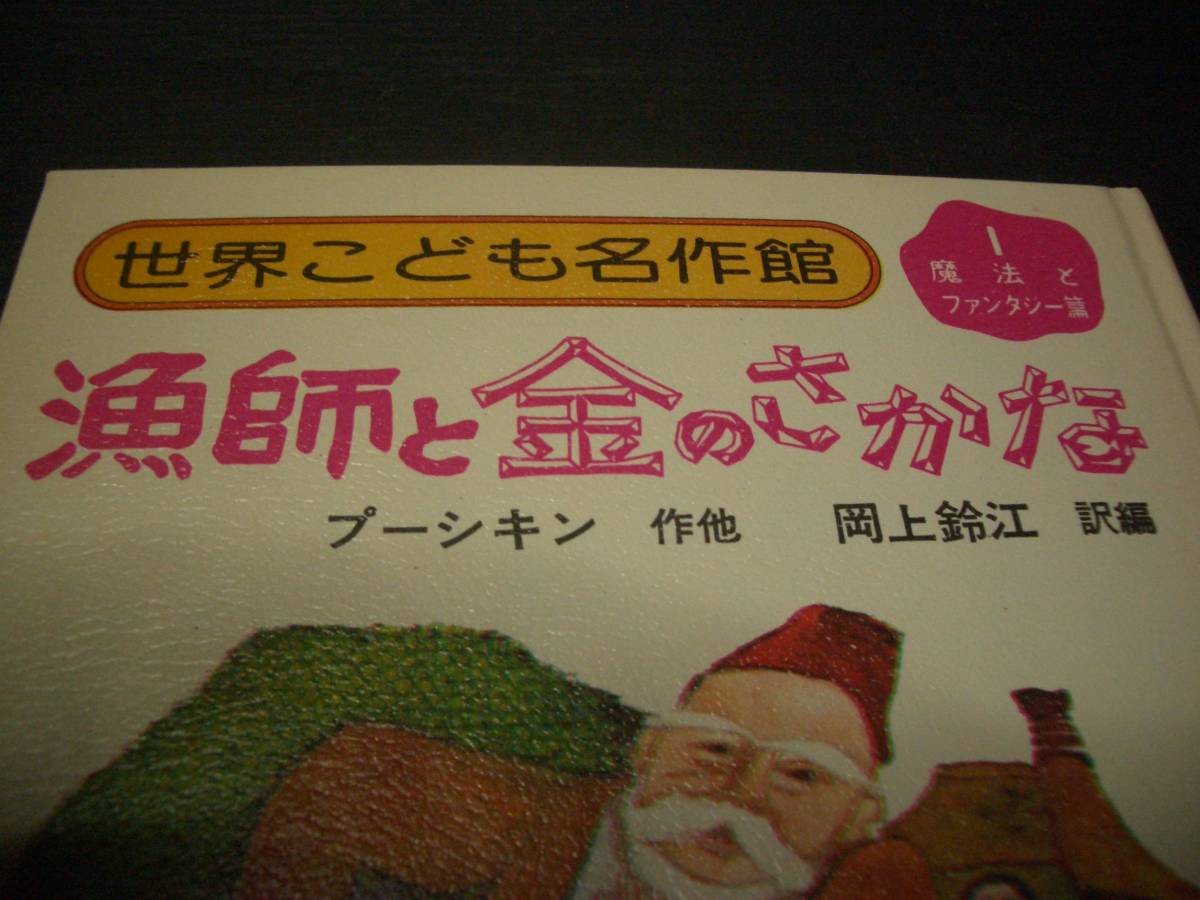 世界こども名作館
1
魔法と
ファンタジー篇
漁師と金のさかな
プーシキン 作他 岡上鈴江 訳編